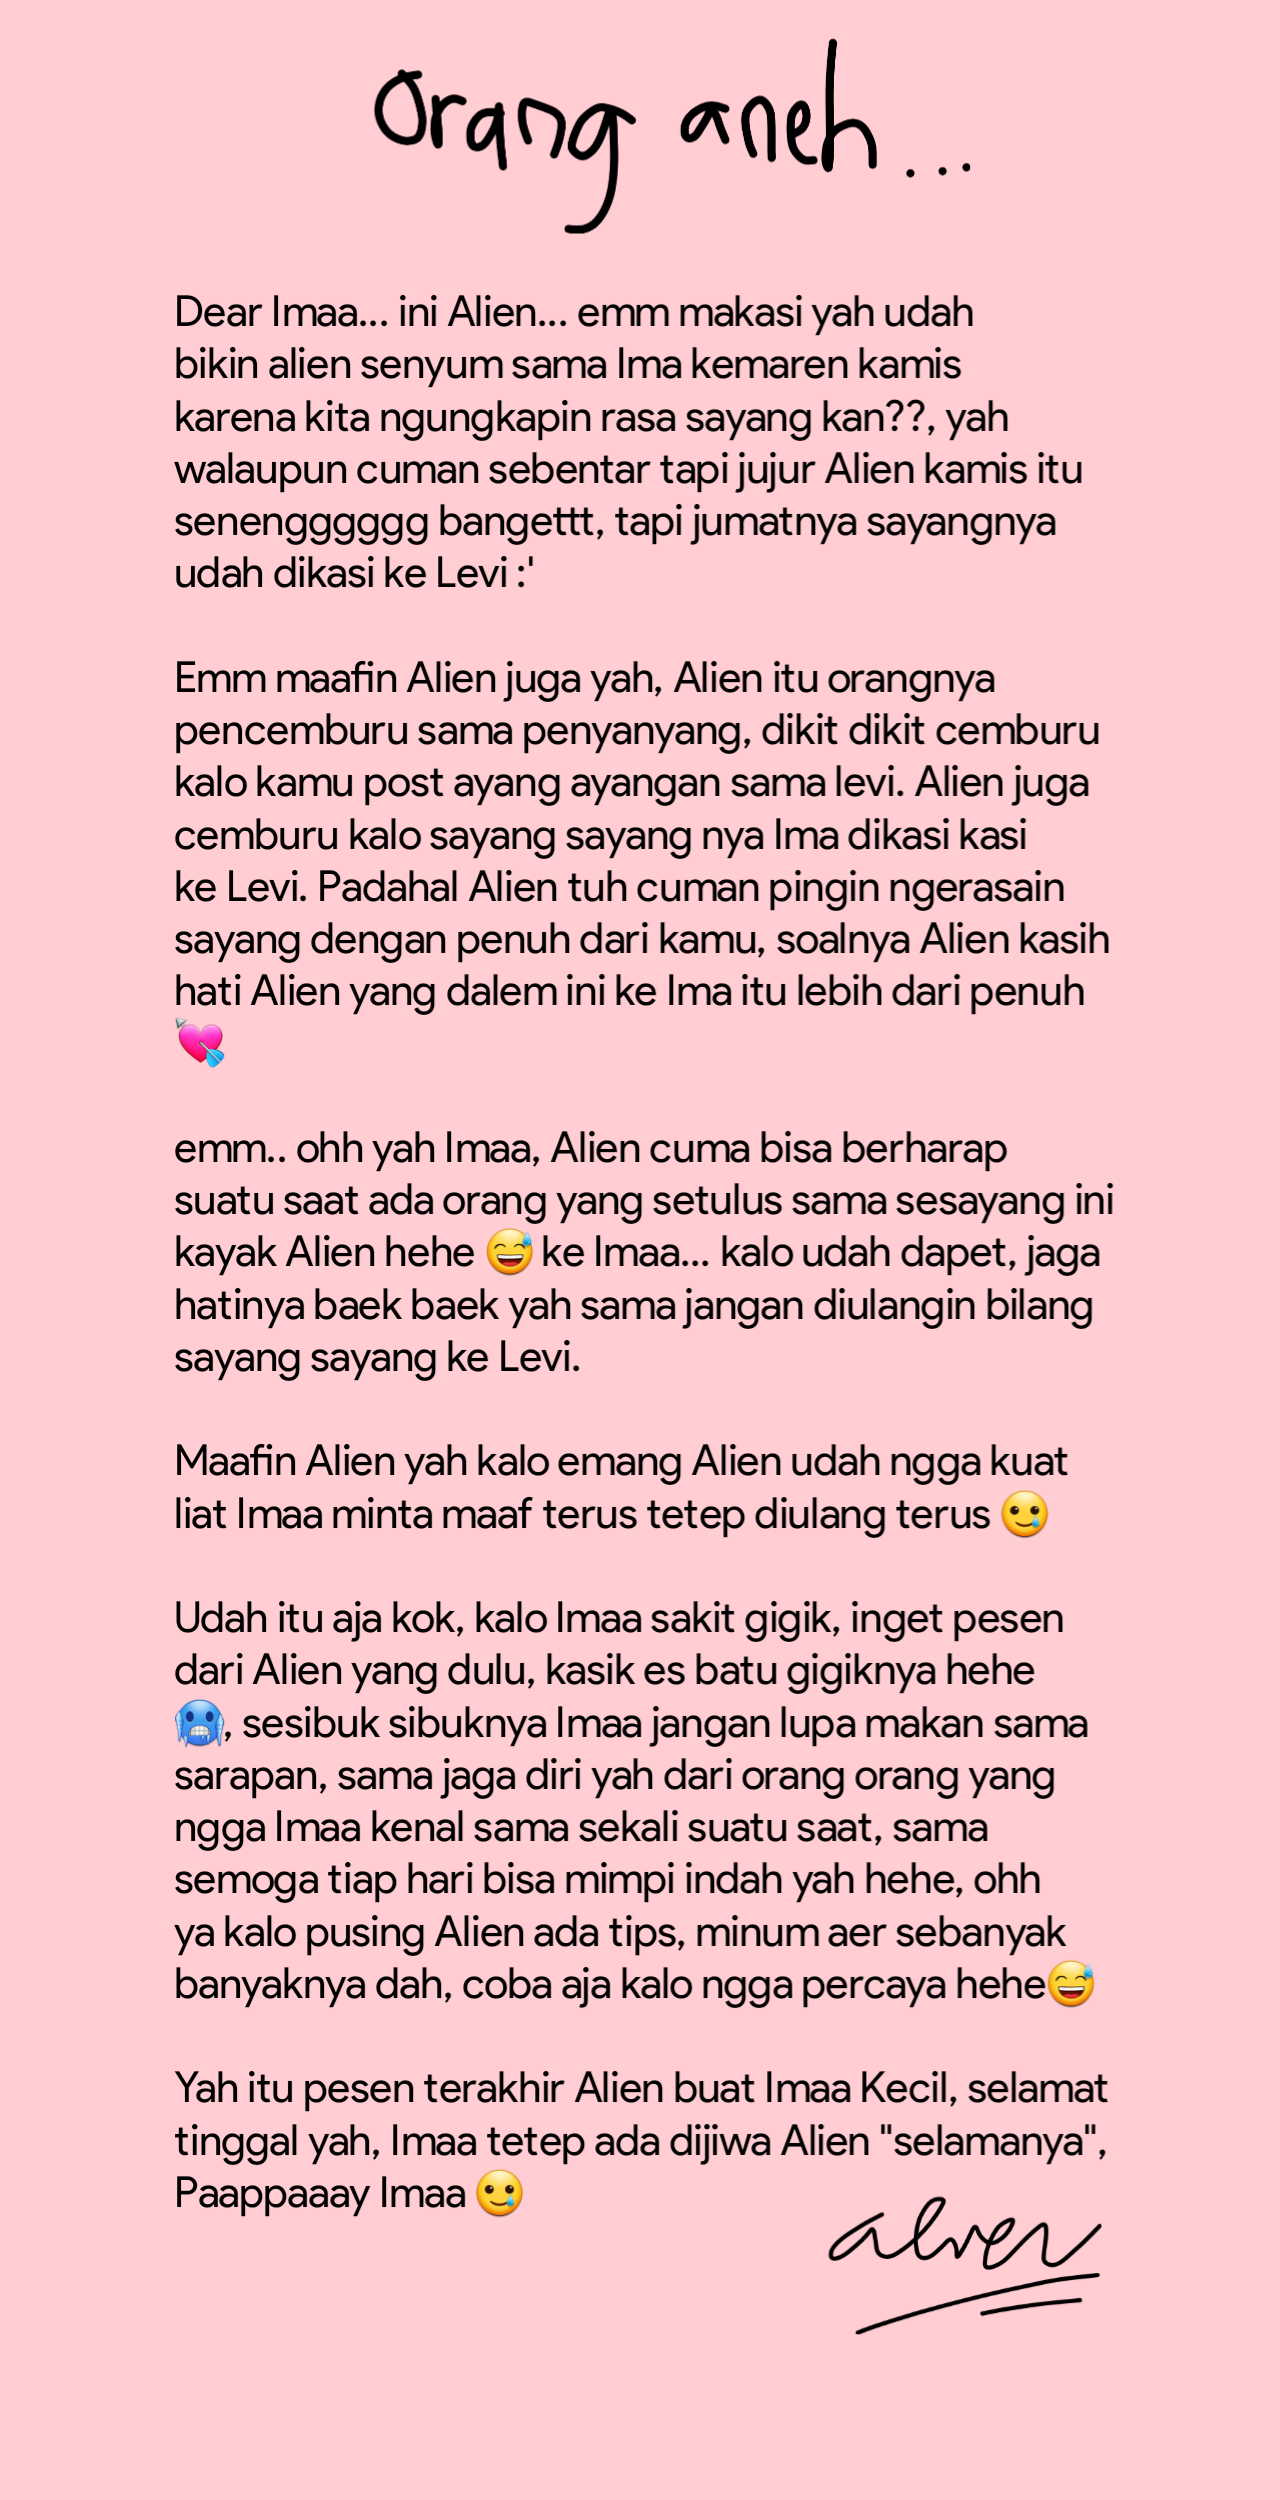 Orang aneh...
Dear Imaa... ini Alien... emm makasi yah udah
bikin alien senyum sama Ima kemaren kamis
karena kita ngungkapin rasa sayang kan??, yah
walaupun cuman sebentar tapi jujur Alien kamis itu
senengggggg bangettt, tapi jumatnya sayangnya
udah dikasi ke Levi :'
Emm maafin Alien juga yah, Alien itu orangnya
pencemburu sama penyanyang, dikit dikit cemburu
kalo kamu post ayang ayangan sama levi. Alien juga
cemburu kalo sayang sayang nya Ima dikasi kasi
ke Levi. Padahal Alien tuh cuman pingin ngerasain
sayang dengan penuh dari kamu, soalnya Alien kasih
hati Alien yang dalem ini ke Ima itu lebih dari penuh
💘
emm.. ohh yah Imaa, Alien cuma bisa berharap
suatu saat ada orang yang setulus sama sesayang ini
kayak Alien hehe 😅 ke Imaa... kalo udah dapet, jaga
hatinya baek baek yah sama jangan diulangin bilang
sayang sayang ke Levi.
Maafin Alien yah kalo emang Alien udah ngga kuat
liat Imaa minta maaf terus tetep diulang terus 🥲
Udah itu aja kok, kalo Imaa sakit gigik, inget pesen
dari Alien yang dulu, kasik es batu gigiknya hehe
🥶, sesibuk sibuknya Imaa jangan lupa makan sama
sarapan, sama jaga diri yah dari orang orang yang
ngga Imaa kenal sama sekali suatu saat, sama
semoga tiap hari bisa mimpi indah yah hehe, ohh
ya kalo pusing Alien ada tips, minum aer sebanyak
banyaknya dah, coba aja kalo ngga percaya hehe😅
Yah itu pesen terakhir Alien buat Imaa Kecil, selamat
tinggal yah, Imaa tetep ada dijiwa Alien "selamanya",
Paappaaay Imaa 🥲